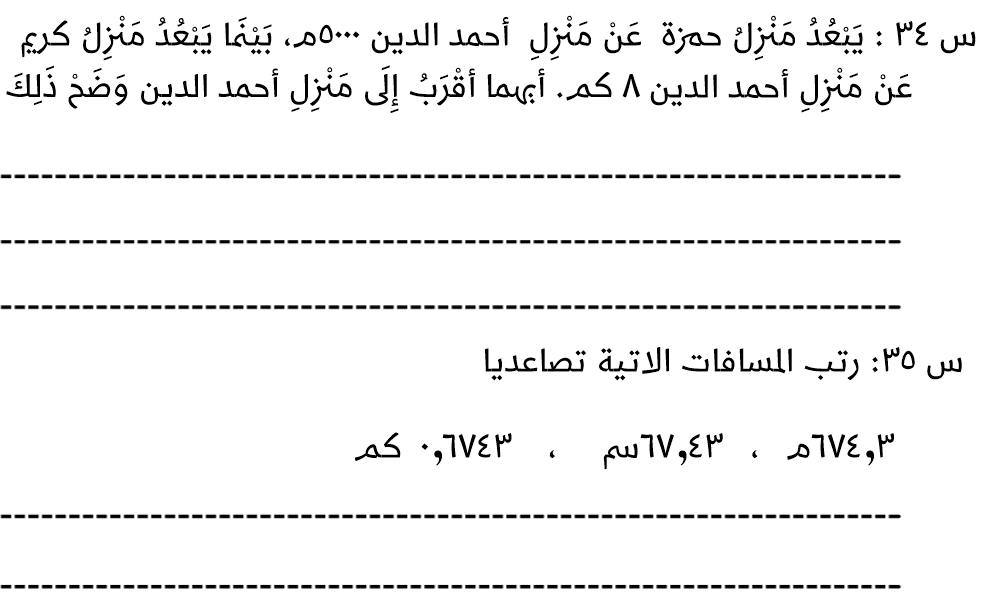 س ٣٤ : يَبْعُدُ مَنْزِلُ حمزة عَنْ مَنْزِلِ أحمد الدين ٥٠٠٠م، بَيْنَمَا يَبْعُدُ مَنْزِلُ كريم
عَنْ مَنْزِلِ أحمد الدين ٨ كم. أيهما أقْرَبُ إِلَى مَنْزِلِ أحمد الدين وَضَحْ ذَلِكَ
س ٣٥: رتب المسافات الاتية تصاعديا
٦٧٤,٣م ، ٦٧,٤٣سم ، ٠,٦٧٤٣ كم